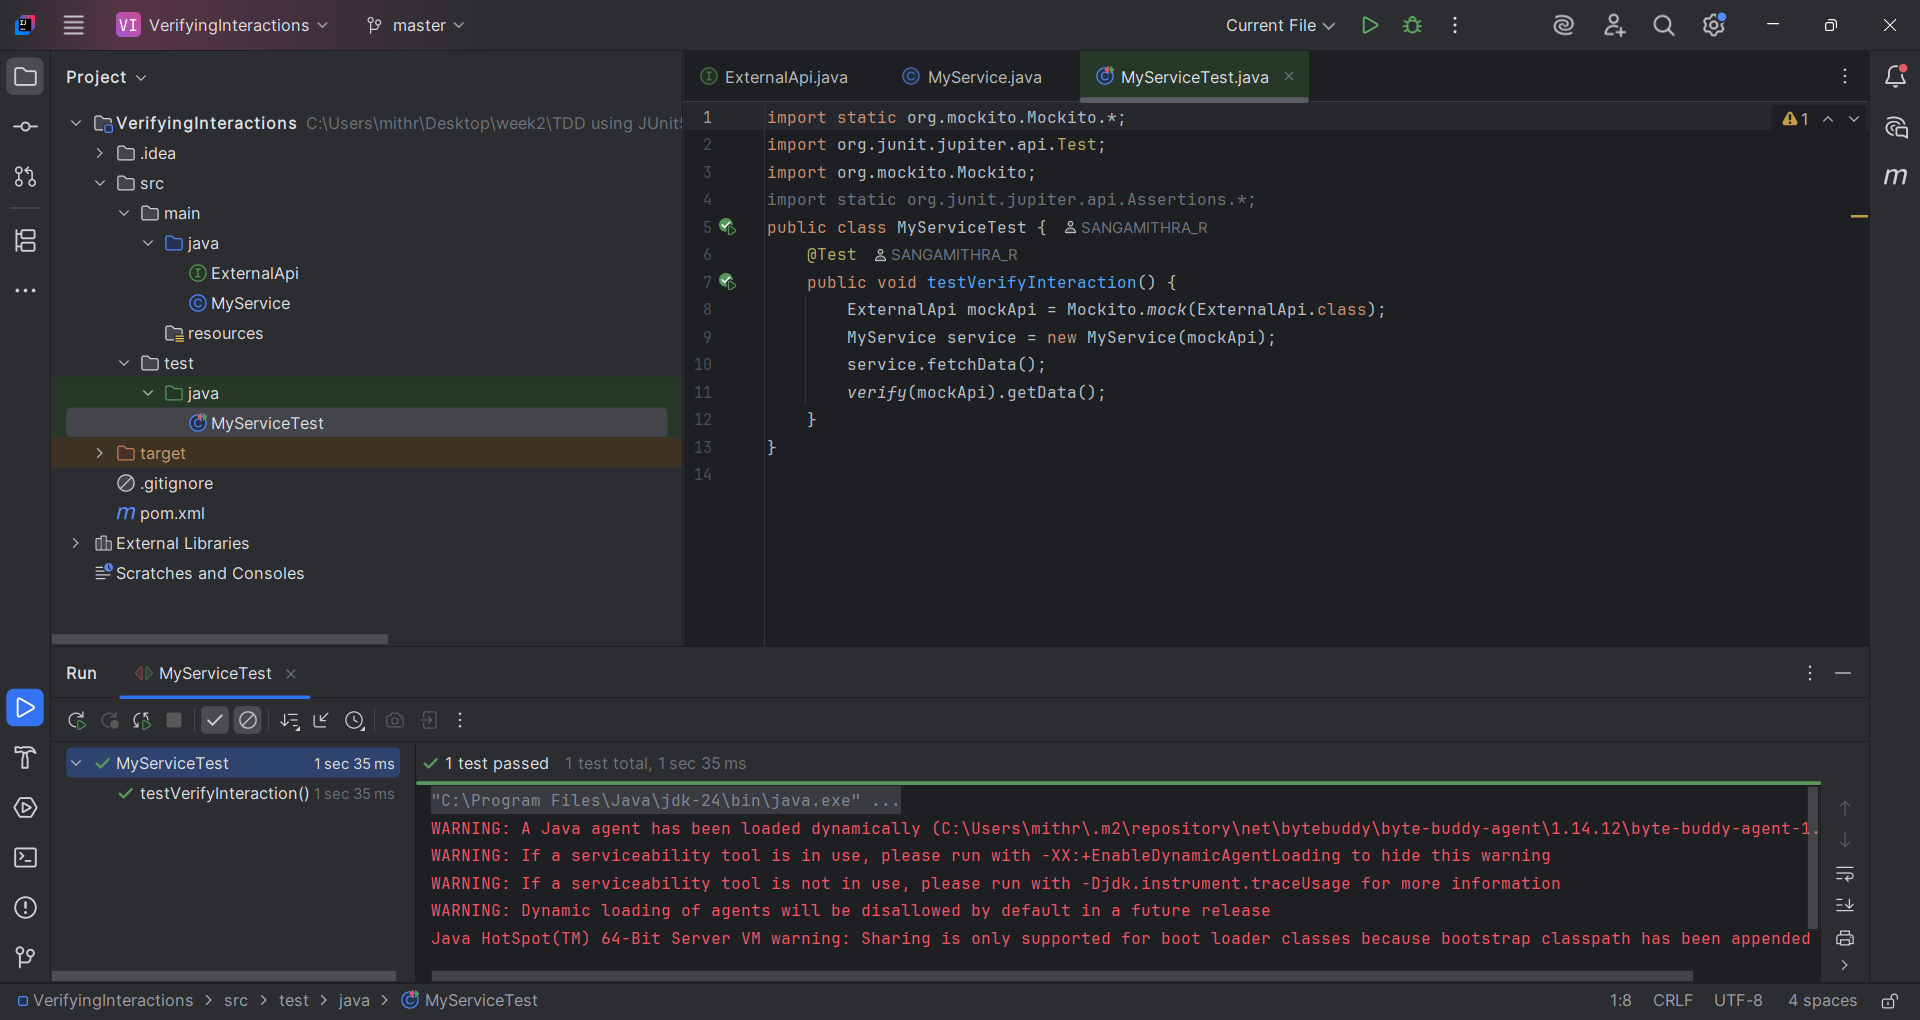 VI VerifyingInteractions master Current File
Project
VerifyingInteractions C:\Users\mithr\Desktop\week2\TDD using JUnit5
.idea
src
main
java
ExternalApi
MyService
resources
test
java
MyServiceTest
target
.gitignore
m pom.xml
External Libraries
Scratches and Consoles
ExternalApi.java MyService.java MyServiceTest.java
1 import static org.mockito.Mockito.*;
2 import org.junit.jupiter.api.Test;
3 import org.mockito.Mockito;
4 import static org.junit.jupiter.api.Assertions.*;
5 public class MyServiceTest { SANGAMITHRA_R
6 @Test SANGAMITHRA_R
7 public void testVerifyInteraction() {
8 ExternalApi mockApi = Mockito.mock(ExternalApi.class);
9 MyService service = new MyService(mockApi);
10 service.fetchData();
11 verify(mockApi).getData();
12 }
13 }
14
1
m
Run MyServiceTest
MyServiceTest 1 sec 35 ms
testVerifyInteraction() 1 sec 35 ms
1 test passed 1 test total, 1 sec 35 ms
"C:\Program Files\Java\jdk-24\bin\java.exe" ...
WARNING: A Java agent has been loaded dynamically (C:\Users\mithr\.m2\repository\net\bytebuddy\byte-buddy-agent\1.14.12\byte-buddy-agent-1.
WARNING: If a serviceability tool is in use, please run with -XX:+EnableDynamicAgentLoading to hide this warning
WARNING: If a serviceability tool is not in use, please run with -Djdk.instrument.traceUsage for more information
WARNING: Dynamic loading of agents will be disallowed by default in a future release
Java HotSpot(TM) 64-Bit Server VM warning: Sharing is only supported for boot loader classes because bootstrap classpath has been appended
VerifyingInteractions > src > test > java > MyServiceTest
1:8 CRLF UTF-8 4 spaces